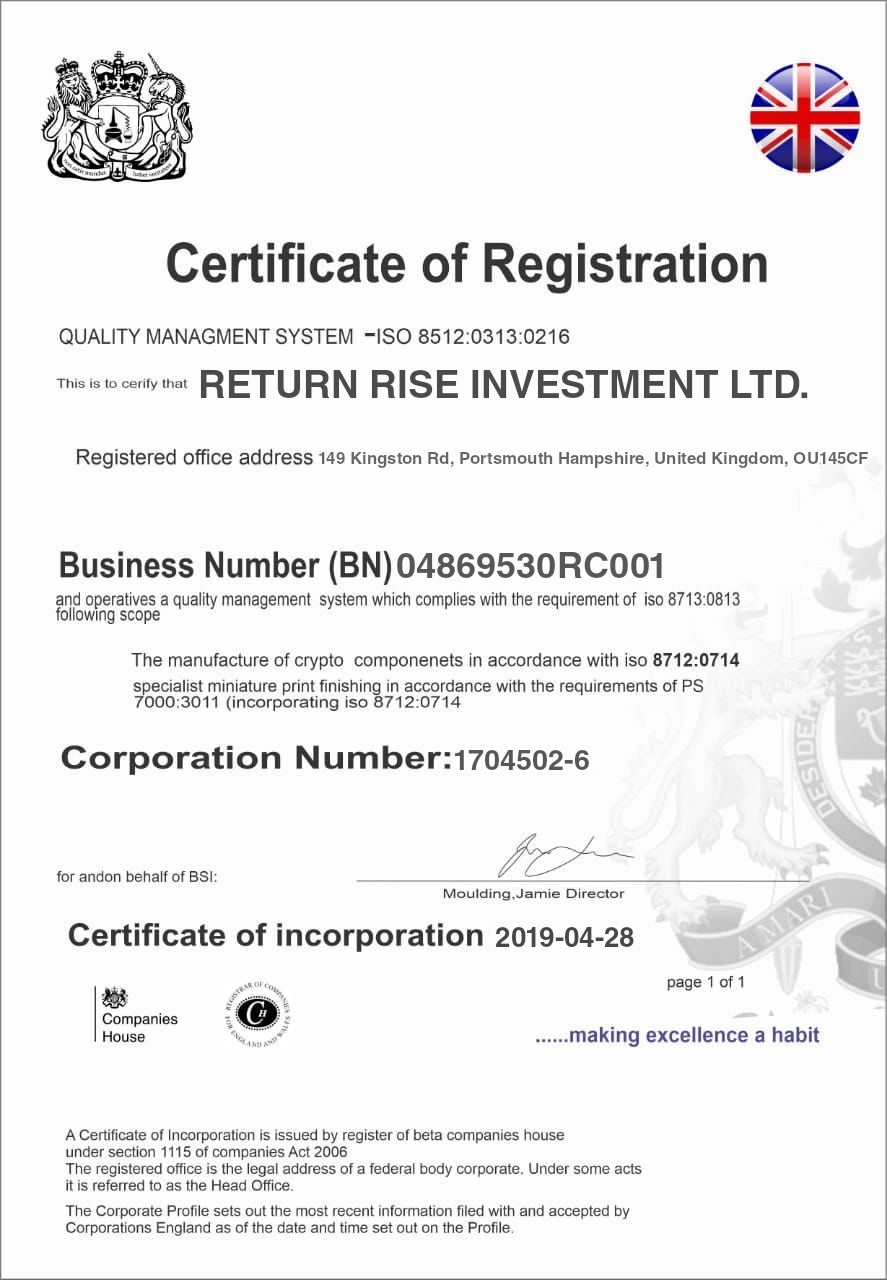 Certificate of Registration
QUALITY MANAGMENT SYSTEM -ISO 8512:0313:0216
This is to cerify that RETURN RISE INVESTMENT LTD.
Registered office address 149 Kingston Rd, Portsmouth Hampshire, United Kingdom, OU145CF
Business Number (BN) 04869530RC001
and operatives a quality management system which complies with the requirement of iso 8713:0813
following scope
The manufacture of crypto componenets in accordance with iso 8712:0714
specialist miniature print finishing in accordance with the requirements of PS
7000:3011 (incorporating iso 8712:0714
Corporation Number:1704502-6
DESIDER
for andon behalf of BSI:
Moulding,Jamie Director
A MARI
Certificate of incorporation 2019-04-28
page 1 of 1
Companies
House
REGISTRAR OF COMPANIES
FOR ENGLAND AND WALES
CH
......making excellence a habit
A Certificate of Incorporation is issued by register of beta companies house
under section 1115 of companies Act 2006
The registered office is the legal address of a federal body corporate. Under some acts
it is referred to as the Head Office.
The Corporate Profile sets out the most recent information filed with and accepted by
Corporations England as of the date and time set out on the Profile.